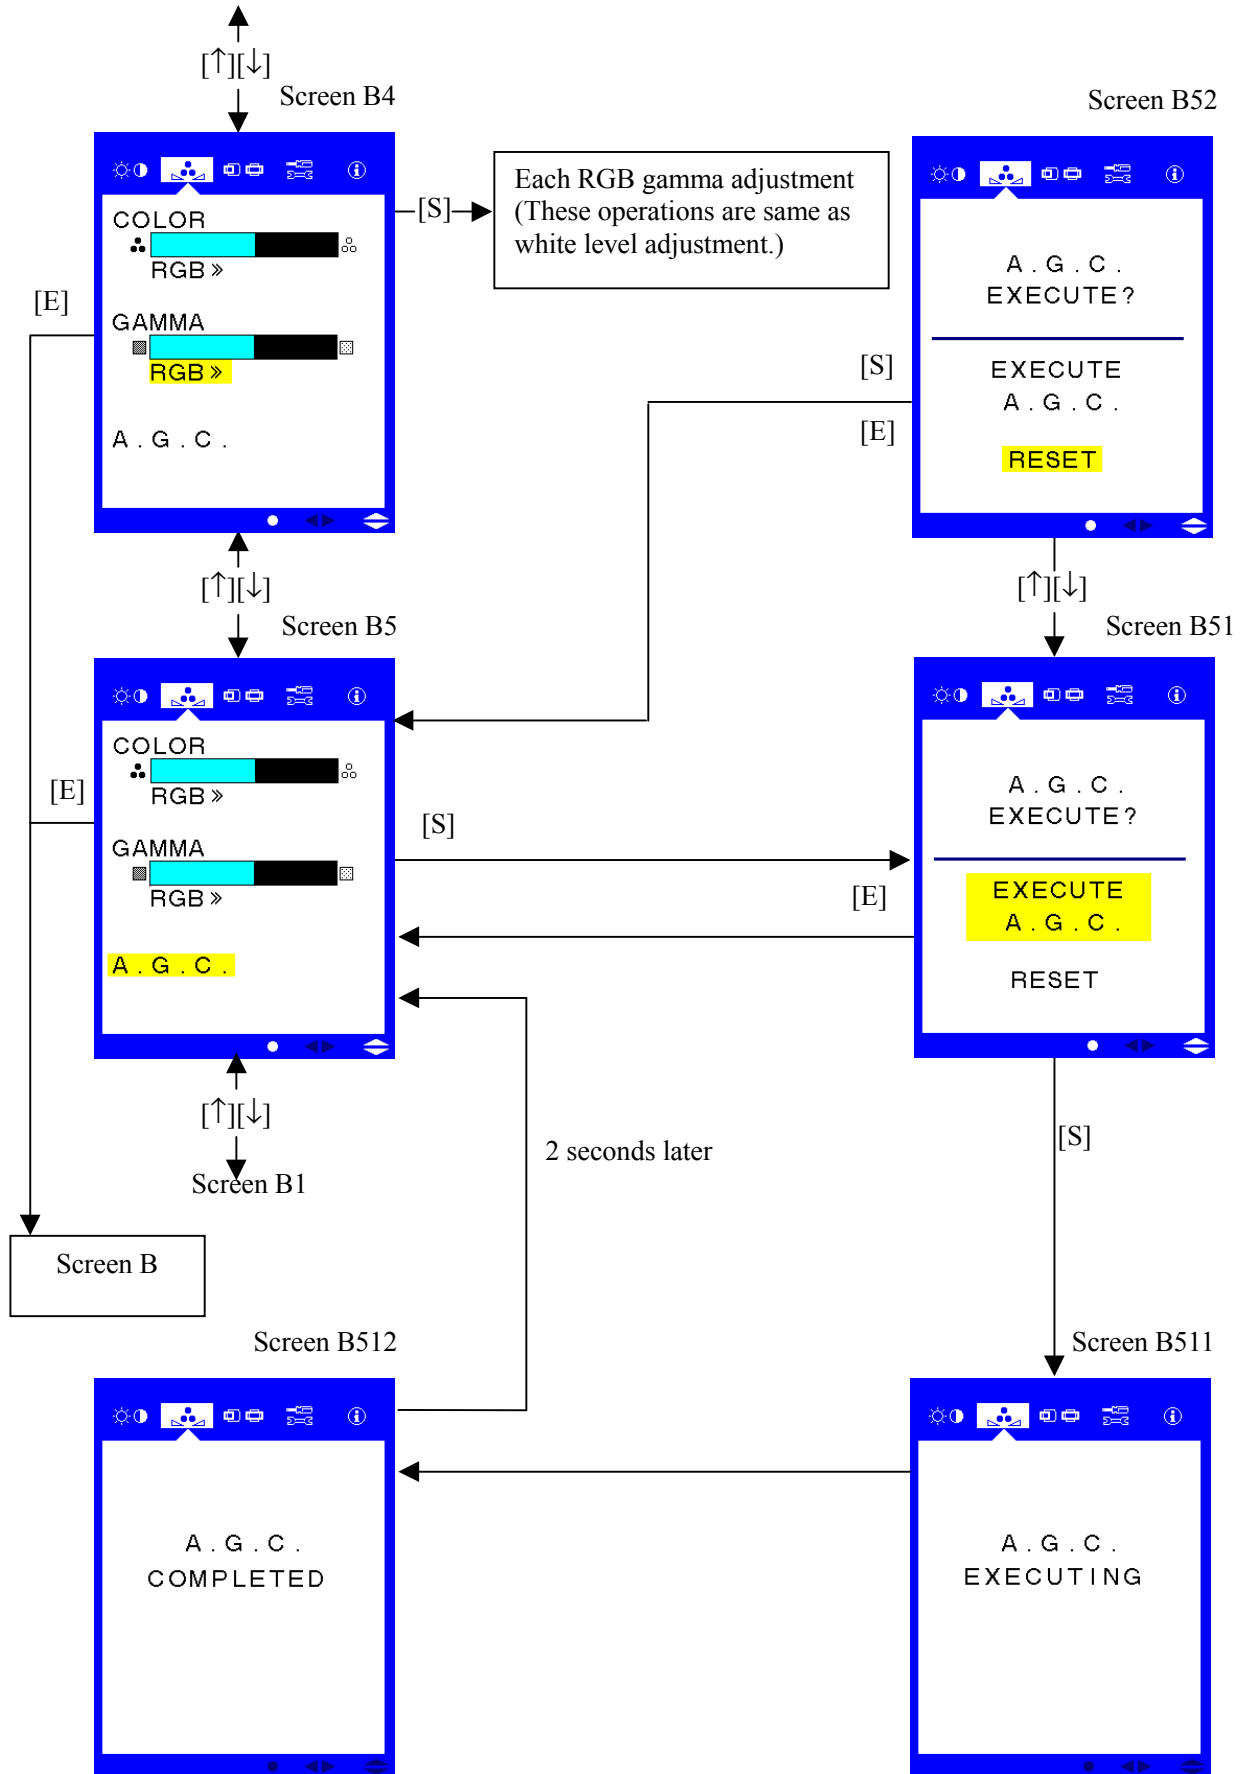 [↑][↓]
Screen B4
COLOR
RGB »
GAMMA
RGB »
A.G.C.
[E]
[S]
Each RGB gamma adjustment
(These operations are same as
white level adjustment.)
Screen B52
A.G.C.
EXECUTE?
EXECUTE
A.G.C.
RESET
[S]
[E]
[↑][↓]
Screen B5
[↑][↓]
Screen B51
COLOR
RGB »
GAMMA
RGB »
A.G.C.
[E]
[S]
[E]
A.G.C.
EXECUTE?
EXECUTE
A.G.C.
RESET
[↑][↓]
Screen B1
2 seconds later
[S]
Screen B
Screen B512
Screen B511
A.G.C.
COMPLETED
A.G.C.
EXECUTING